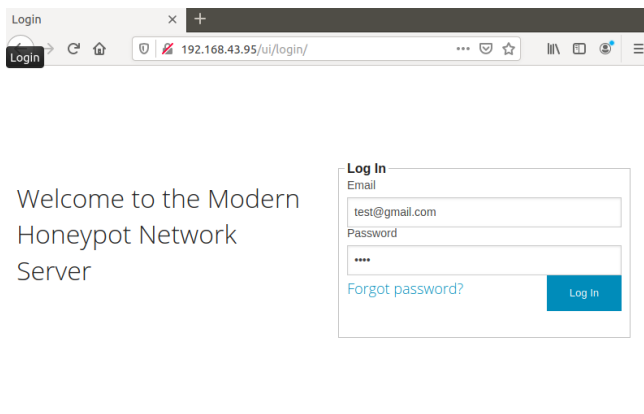 Login
192.168.43.95/ui/login/
Login
Welcome to the Modern
Honeypot Network
Server
Log In
Email
test@gmail.com
Password
••••
Forgot password?
Log In